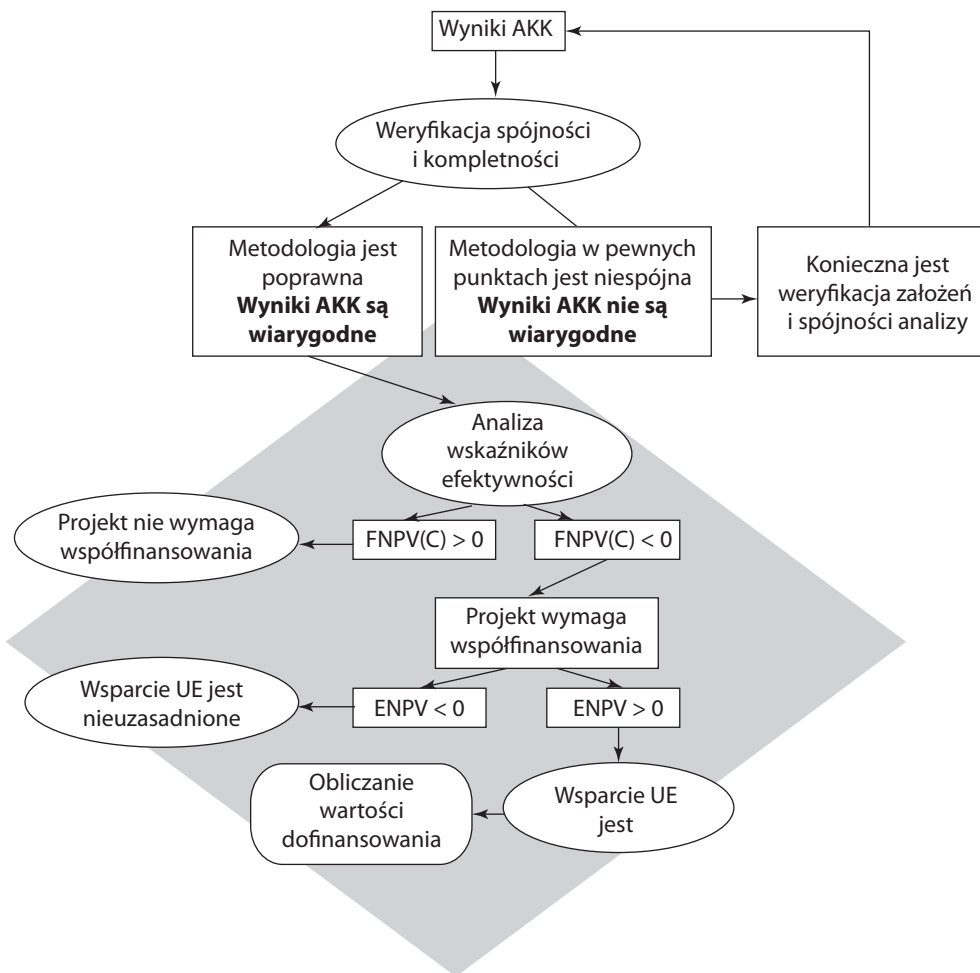 Wyniki AKK
Weryfikacja spójności
i kompletności
Metodologia jest
poprawna
Wyniki AKK są
wiarygodne
Metodologia w pewnych
punktach jest niespójna
Wyniki AKK nie są
wiarygodne
Konieczna jest
weryfikacja założeń
i spójności analizy
Analiza
wskaźników
efektywności
Projekt nie wymaga
współfinansowania
FNPV(C) > 0
FNPV(C) < 0
Projekt wymaga
współfinansowania
Wsparcie UE jest
nieuzasadnione
ENPV < 0
ENPV > 0
Obliczanie
wartości
dofinansowania
Wsparcie UE
jest